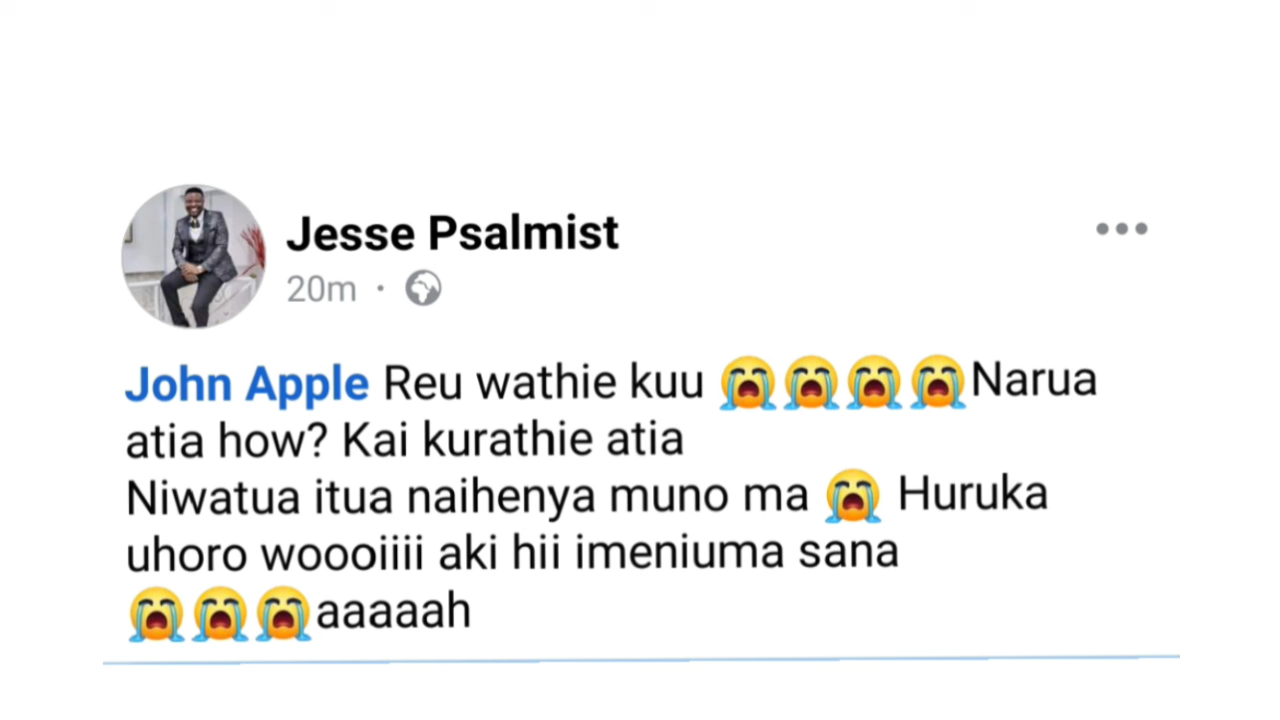 Jesse Psalmist
20m ·
John Apple Reu wathie kuu 😭😭😭😭Narua
atia how? Kai kurathie atia
Niwatua itua naihenya muno ma 😭 Huruka
uhoro woooiiii aki hii imeniuma sana
😭😭😭aaaaah